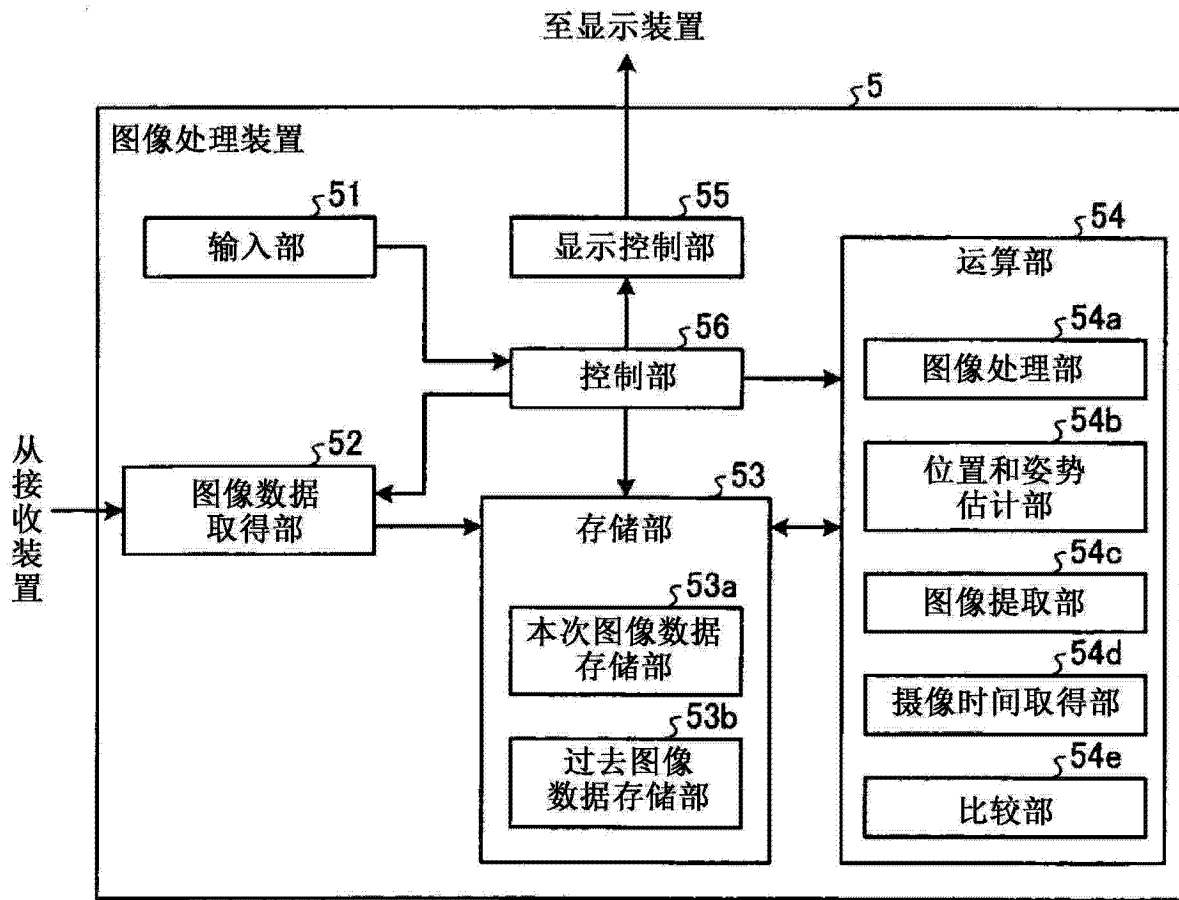 至显示装置
5
图像处理装置
51
输入部
55
显示控制部
54
运算部
56
控制部
54a
图像处理部
54b
位置和姿势
估计部
从接收装置
52
图像数据
取得部
53
存储部
53a
本次图像数据
存储部
53b
过去图像
数据存储部
54c
图像提取部
54d
摄像时间取得部
54e
比较部